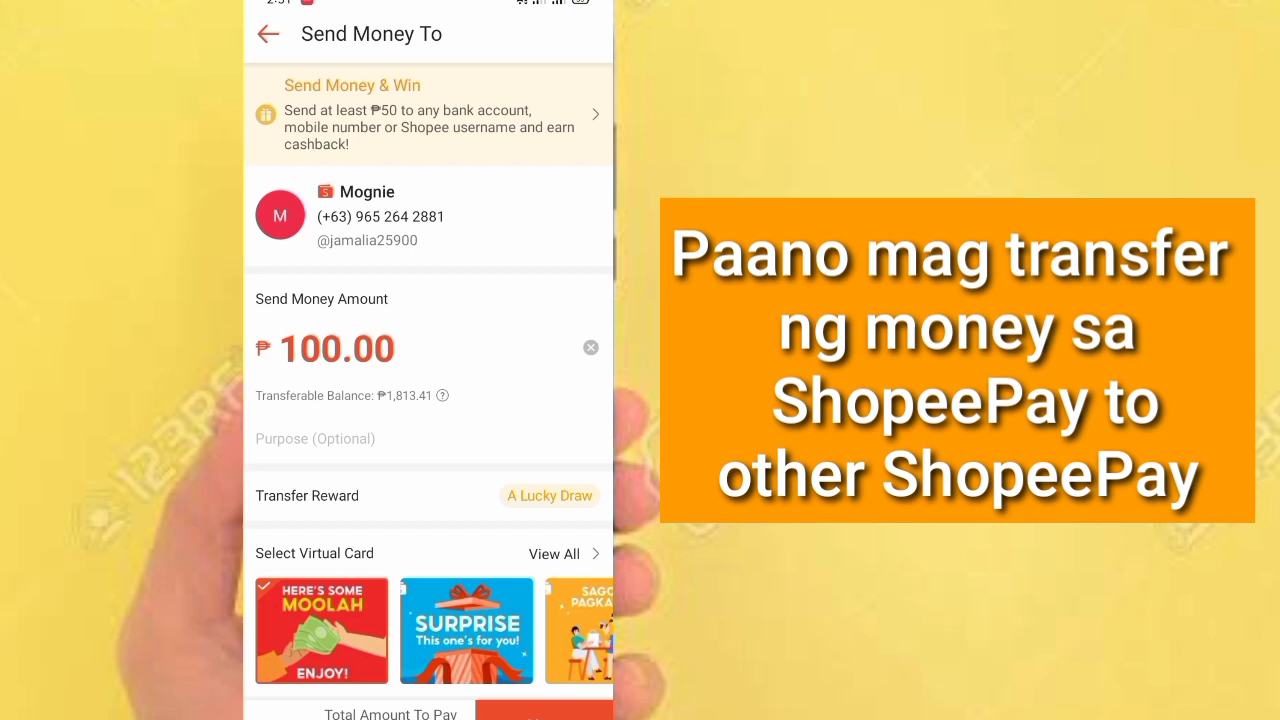 Send Money To
Send Money & Win
Send at least ₱50 to any bank account,
mobile number or Shopee username and earn
cashback!
M
Mognie
(+63) 965 264 2881
@jamalia25900
Send Money Amount
₱ 100.00
Transferable Balance: ₱1,813.41 ?
Purpose (Optional)
Transfer Reward
A Lucky Draw
Select Virtual Card
View All
HERE'S SOME
MOOLAH
ENJOY!
SURPRISE
This one's for you!
Total Amount To Pay
Paano mag transfer
ng money sa
ShopeePay to
other ShopeePay